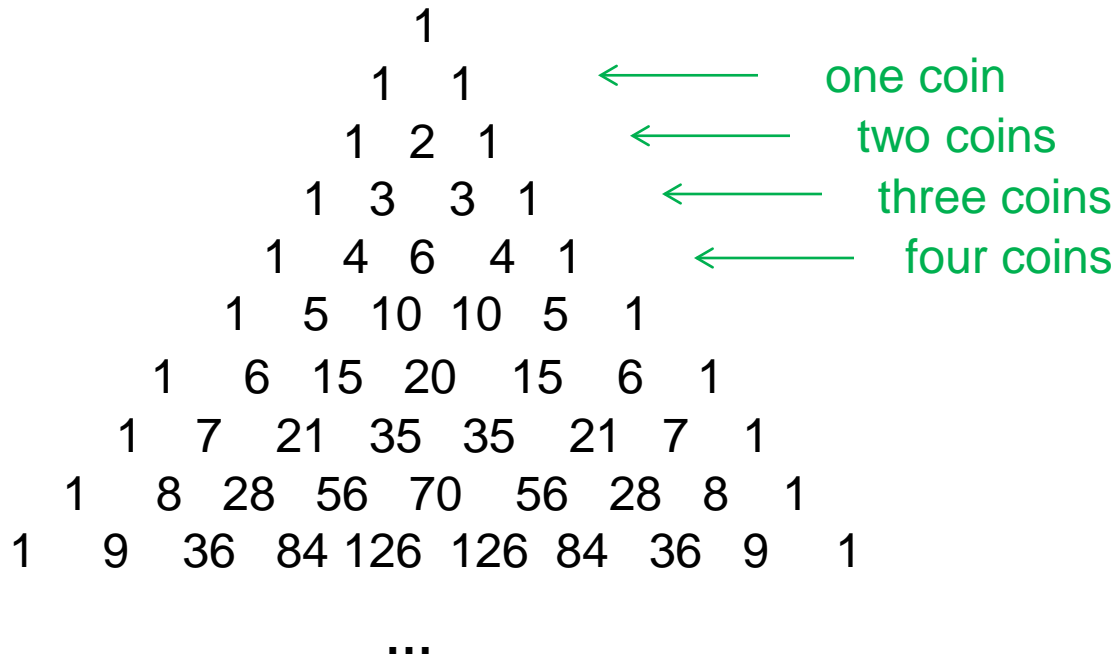 1
1 1 one coin
1 2 1 two coins
1 3 3 1 three coins
1 4 6 4 1 four coins
1 5 10 10 5 1
1 6 15 20 15 6 1
1 7 21 35 35 21 7 1
1 8 28 56 70 56 28 8 1
1 9 36 84 126 126 84 36 9 1
...